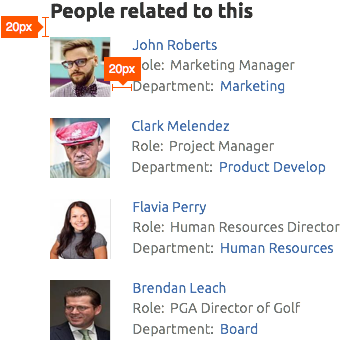 People related to this
20px
John Roberts
20px
Role: Marketing Manager
Department: Marketing
Clark Melendez
Role: Project Manager
Department: Product Develop
Flavia Perry
Role: Human Resources Director
Department: Human Resources
Brendan Leach
Role: PGA Director of Golf
Department: Board